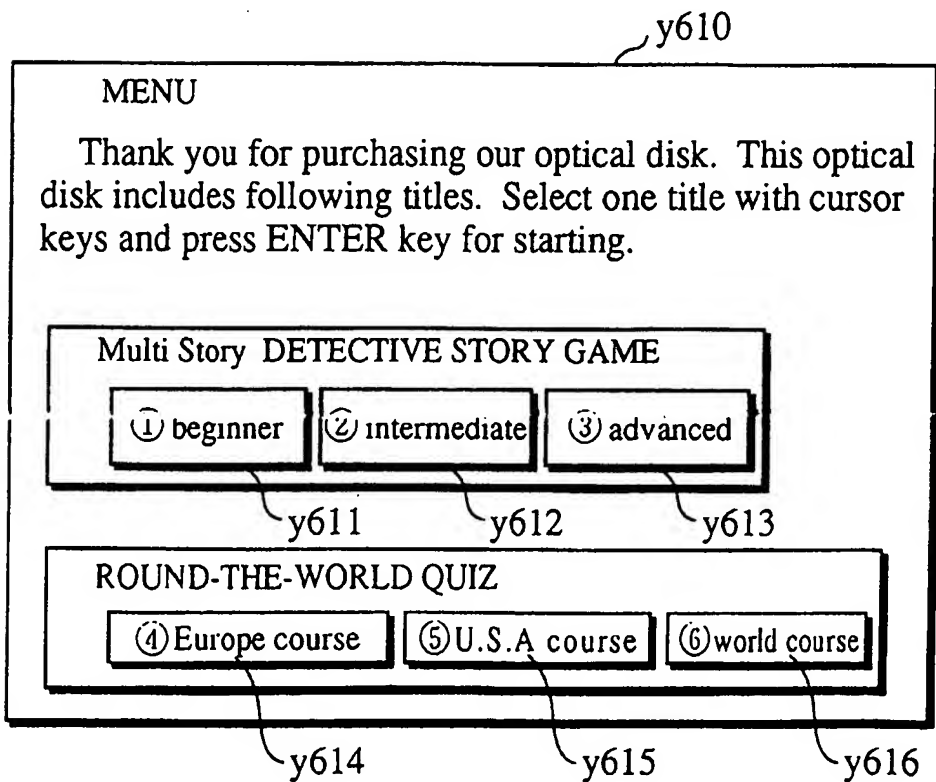 y610
MENU
Thank you for purchasing our optical disk. This optical
disk includes following titles. Select one title with cursor
keys and press ENTER key for starting.
Multi Story DETECTIVE STORY GAME
① beginner ② intermediate ③ advanced
y611 y612 y613
ROUND-THE-WORLD QUIZ
④ Europe course ⑤ U.S.A course ⑥ world course
y614 y615 y616